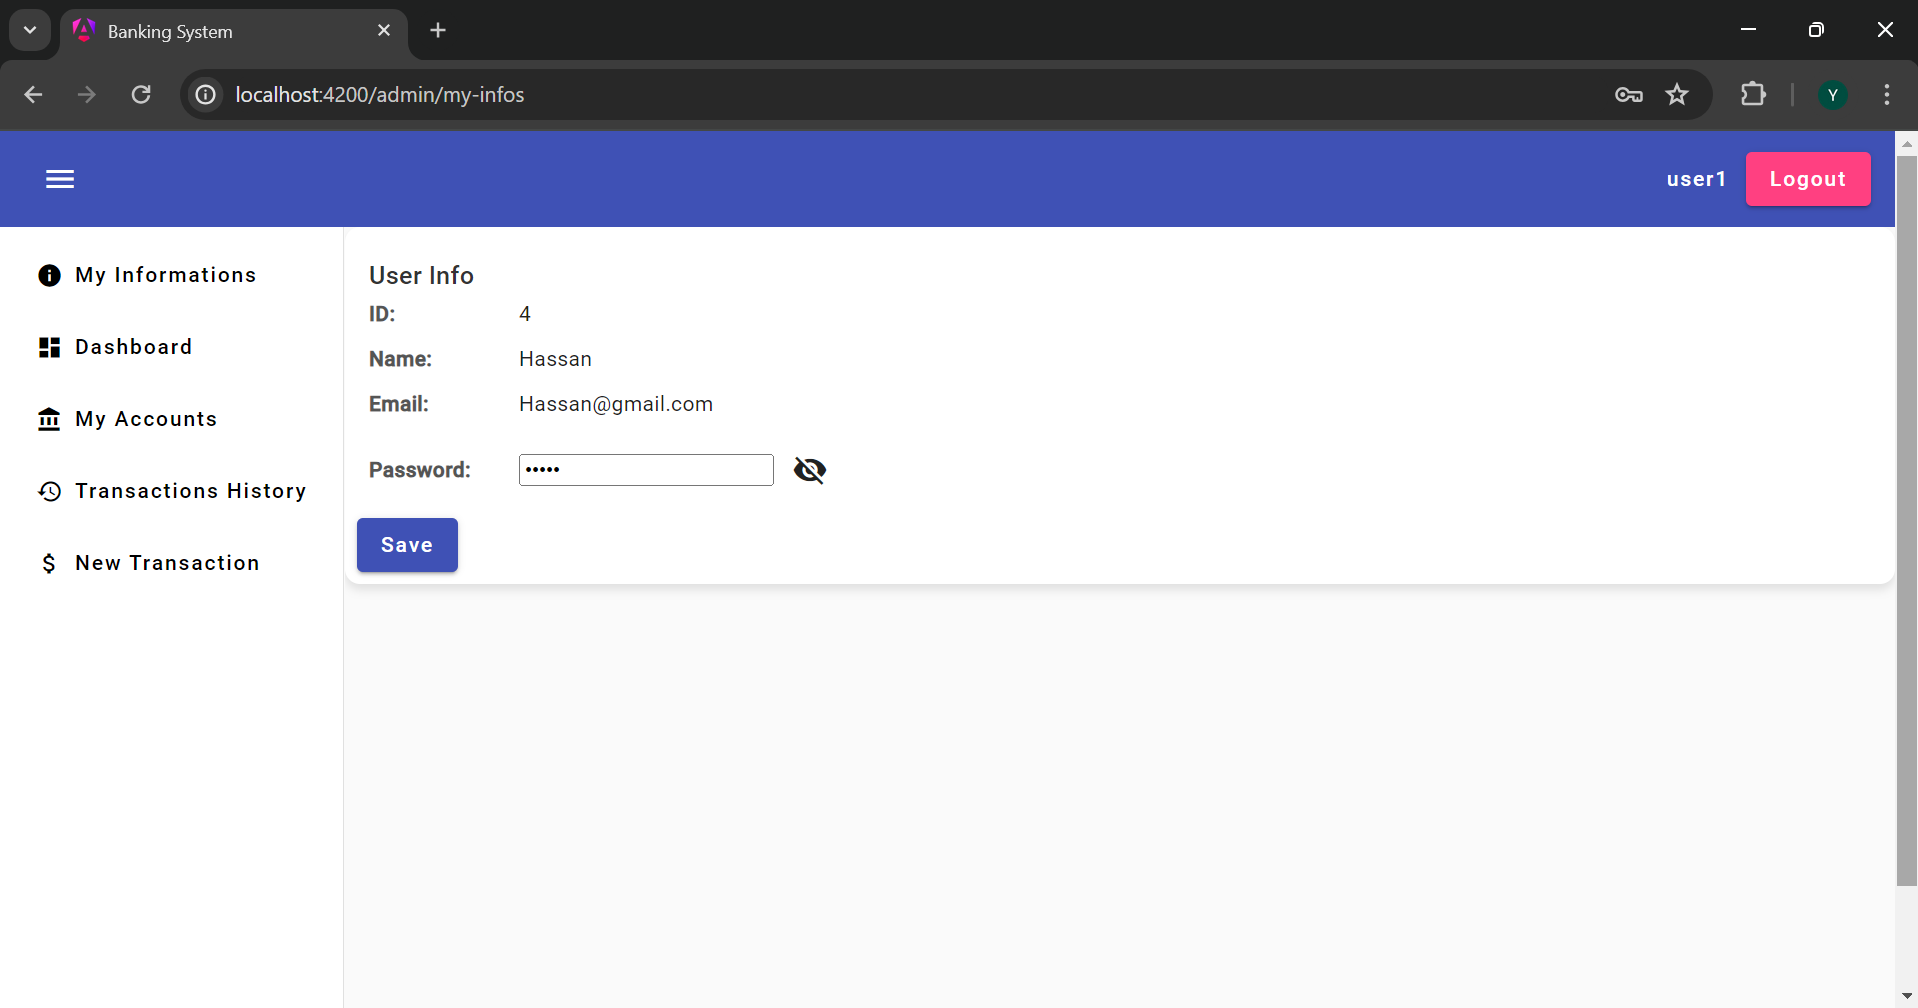 Banking System
localhost:4200/admin/my-infos
Y
user1
Logout
My Informations
Dashboard
My Accounts
Transactions History
$ New Transaction
User Info
ID: 4
Name: Hassan
Email: Hassan@gmail.com
Password: •••••
Save